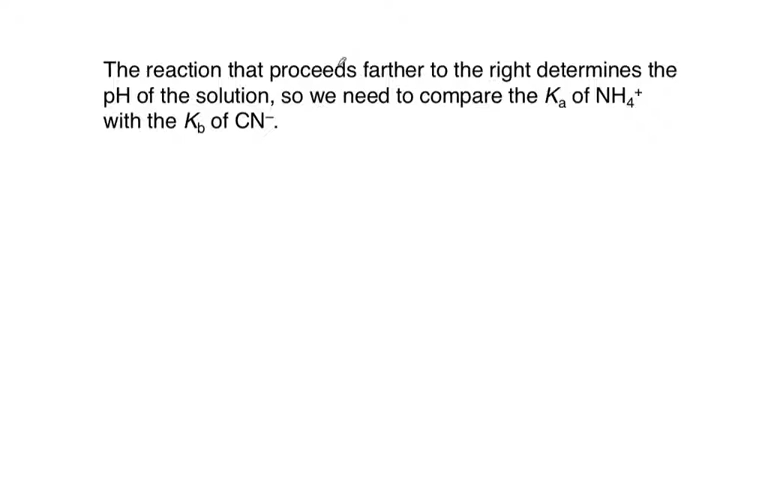 The reaction that proceeds farther to the right determines the
pH of the solution, so we need to compare the Kₐ of NH₄⁺
with the K_b of CN⁻.